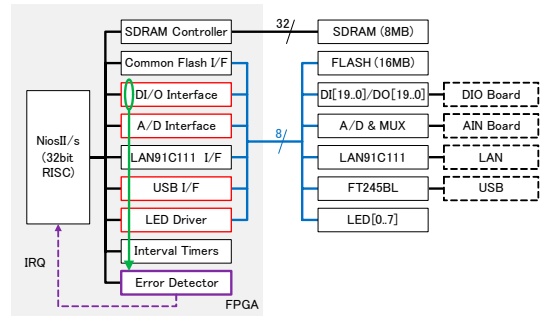 SDRAM Controller
32
SDRAM (8MB)
Common Flash I/F
FLASH (16MB)
DI/O Interface
DI[19..0]/DO[19..0]
DIO Board
A/D Interface
8
A/D & MUX
AIN Board
NiosII/s
(32bit
RISC)
LAN91C111 I/F
LAN91C111
LAN
USB I/F
FT245BL
USB
LED Driver
LED[0..7]
Interval Timers
IRQ
Error Detector
FPGA